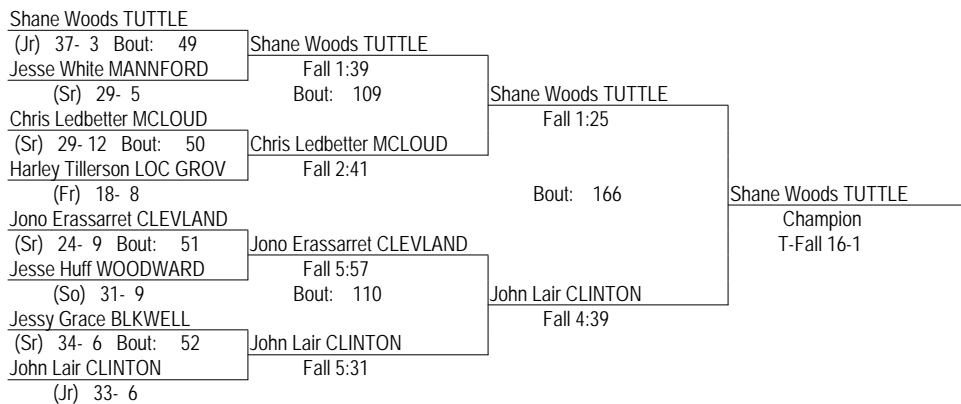 Shane Woods TUTTLE
(Jr) 37- 3 Bout: 49
Jesse White MANNFORD
(Sr) 29- 5
Chris Ledbetter MCLOUD
(Sr) 29- 12 Bout: 50
Harley Tillerson LOC GROV
(Fr) 18- 8
Jono Erassarret CLEVLAND
(Sr) 24- 9 Bout: 51
Jesse Huff WOODWARD
(So) 31- 9
Jessy Grace BLKWELL
(Sr) 34- 6 Bout: 52
John Lair CLINTON
(Jr) 33- 6
Shane Woods TUTTLE
Fall 1:39
Bout: 109
Chris Ledbetter MCLOUD
Fall 2:41
Jono Erassarret CLEVLAND
Fall 5:57
Bout: 110
John Lair CLINTON
Fall 5:31
Shane Woods TUTTLE
Fall 1:25
Bout: 166
John Lair CLINTON
Fall 4:39
Shane Woods TUTTLE
Champion
T-Fall 16-1